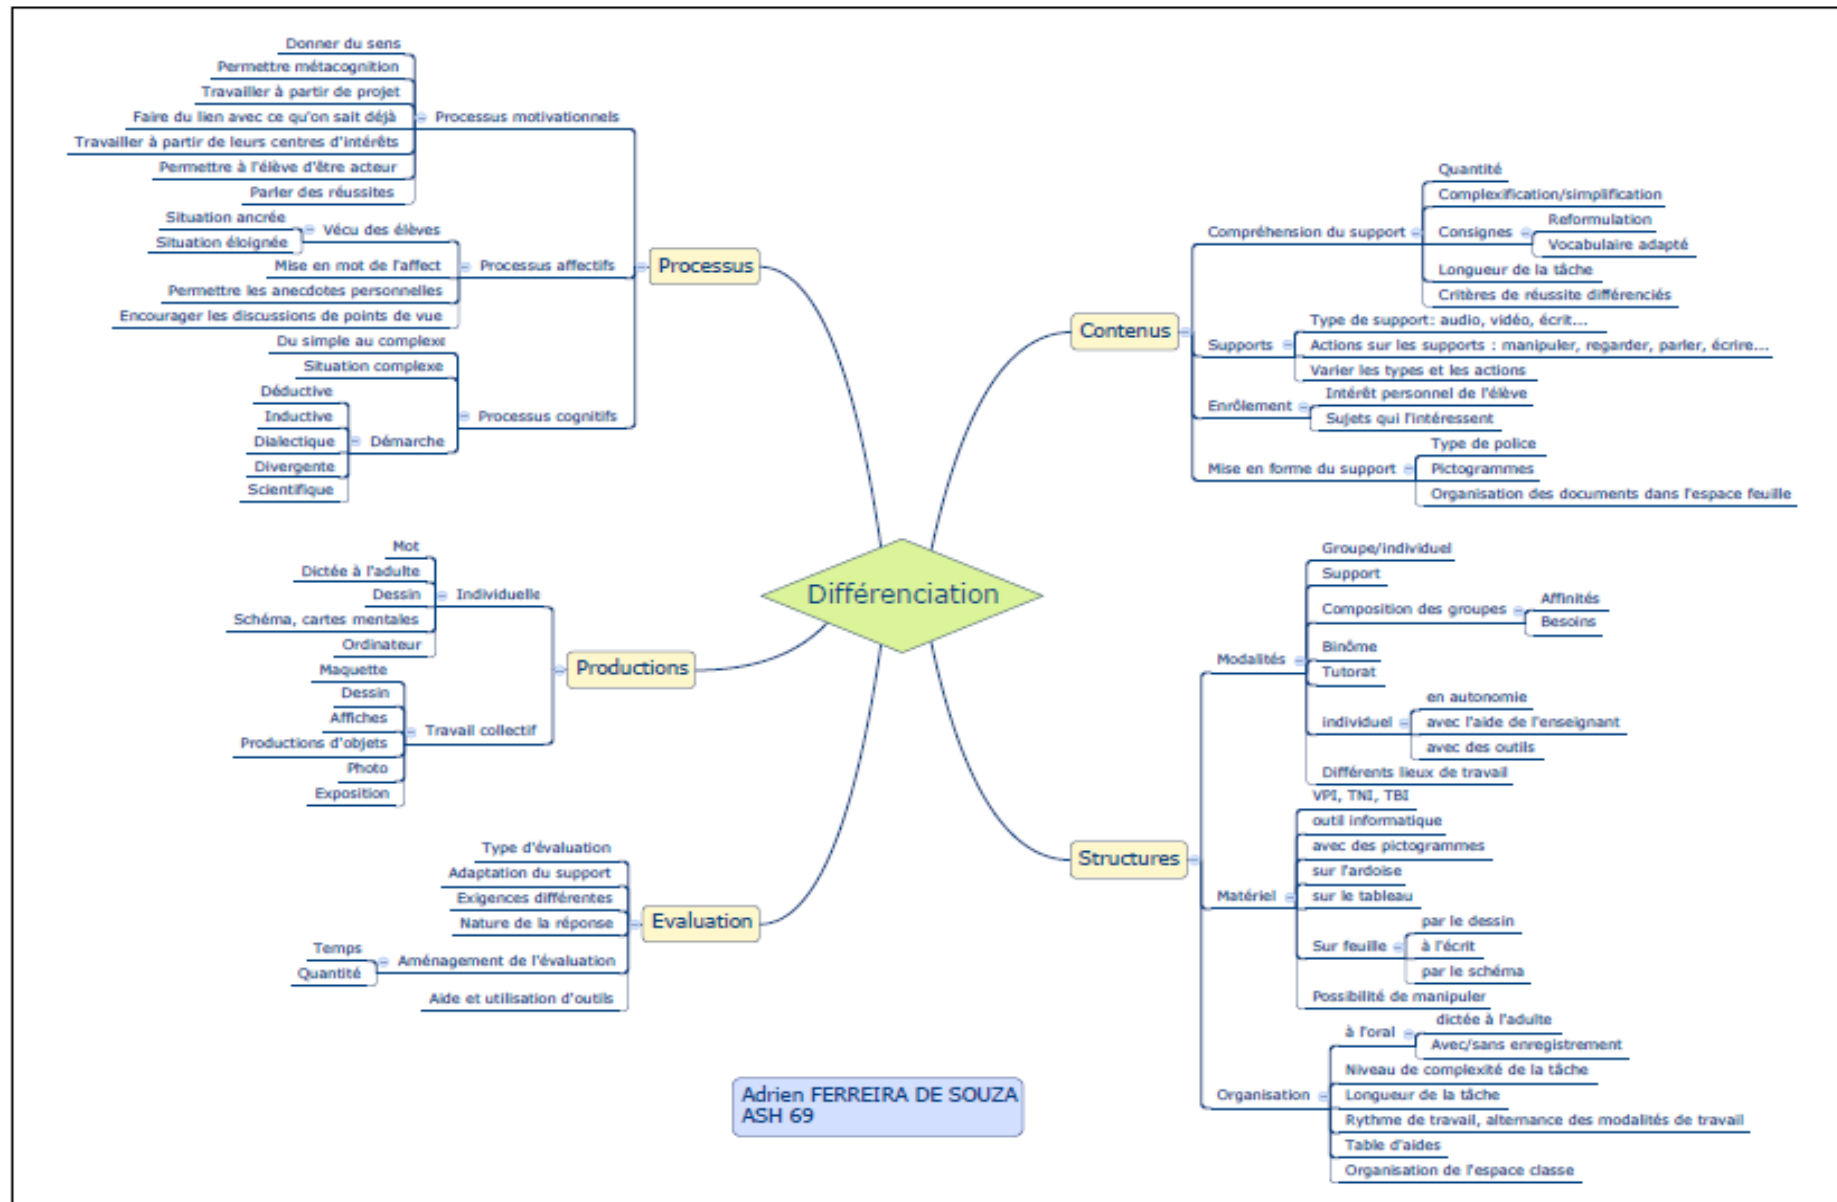 Donner du sens
Permettre métacognition
Travailler à partir de projet
Faire du lien avec ce qu'on sait déjà
Travailler à partir de leurs centres d'intérêts
Permettre à l'élève d'être acteur
Parler des réussites
Processus motivationnels
Situation ancrée
Situation éloignée
Vécu des élèves
Mise en mot de l'affect
Permettre les anecdotes personnelles
Encourager les discussions de points de vue
Processus affectifs
Du simple au complexe
Situation complexe
Déductive
Inductive
Dialectique
Divergente
Scientifique
Démarche
Processus cognitifs
Processus
Mot
Dictée à l'adulte
Dessin
Schéma, cartes mentales
Ordinateur
Individuelle
Maquette
Dessin
Affiches
Productions d'objets
Photo
Exposition
Travail collectif
Productions
Type d'évaluation
Adaptation du support
Exigences différentes
Nature de la réponse
Temps
Quantité
Aménagement de l'évaluation
Aide et utilisation d'outils
Evaluation
Différenciation
Contenus
Compréhension du support
Quantité
Complexification/simplification
Consignes
Reformulation
Vocabulaire adapté
Longueur de la tâche
Critères de réussite différenciés
Supports
Type de support: audio, vidéo, écrit...
Actions sur les supports : manipuler, regarder, parler, écrire...
Varier les types et les actions
Enrôlement
Intérêt personnel de l'élève
Sujets qui l'intéressent
Mise en forme du support
Type de police
Pictogrammes
Organisation des documents dans l'espace feuille
Structures
Modalités
Groupe/individuel
Support
Composition des groupes
Affinités
Besoins
Binôme
Tutorat
individuel
en autonomie
avec l'aide de l'enseignant
avec des outils
Différents lieux de travail
Matériel
VPI, TNI, TBI
outil informatique
avec des pictogrammes
sur l'ardoise
sur le tableau
Sur feuille
par le dessin
à l'écrit
par le schéma
Possibilité de manipuler
Organisation
à l'oral
dictée à l'adulte
Avec/sans enregistrement
Niveau de complexité de la tâche
Longueur de la tâche
Rythme de travail, alternance des modalités de travail
Table d'aides
Organisation de l'espace classe
Adrien FERREIRA DE SOUZA
ASH 69